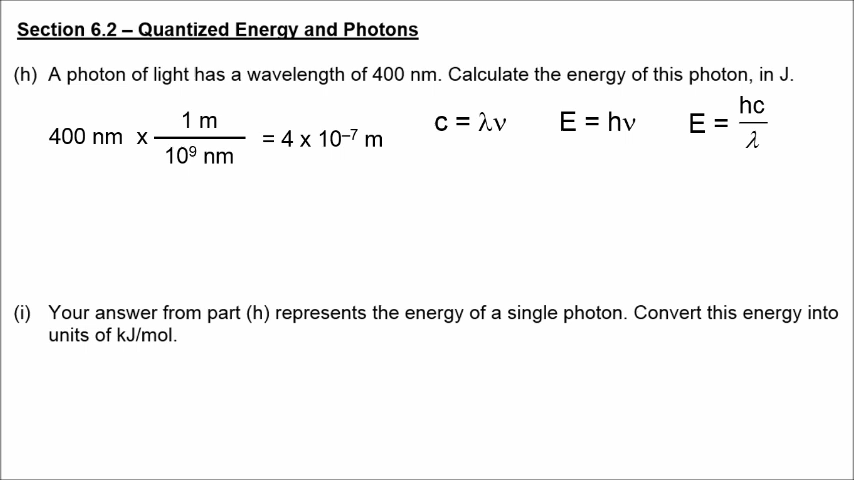 Section 6.2 – Quantized Energy and Photons
(h) A photon of light has a wavelength of 400 nm. Calculate the energy of this photon, in J.
400 nm x 1 m / 10⁹ nm = 4 x 10⁻⁷ m c = λν E = hν E = hc / λ
(i) Your answer from part (h) represents the energy of a single photon. Convert this energy into
units of kJ/mol.